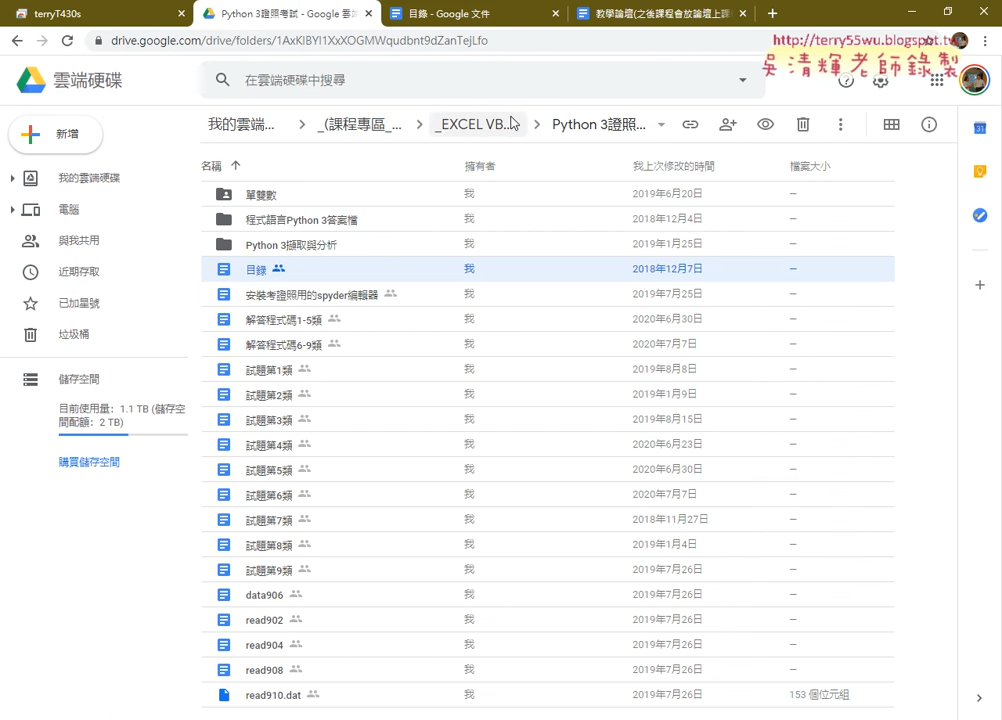 terryT430s
Python 3證照考試 - Google 雲端
目錄 - Google 文件
教學論壇(之後課程會放論壇上課
drive.google.com/drive/folders/1AxKlBYI1XxXOGMWqudbnt9dZanTejLfo
http://terry55wu.blogspot.tw
吳清輝老師錄製
雲端硬碟
在雲端硬碟中搜尋
新增
我的雲端...
_(課程專區_...
_EXCEL VB...
Python 3證照...
我的雲端硬碟
電腦
與我共用
近期存取
已加星號
垃圾桶
儲存空間
目前使用量: 1.1 TB (儲存空
間配額: 2 TB)
購買儲存空間
名稱 擁有者 我上次修改的時間 檔案大小
單雙數 我 2019年6月20日 –
程式語言Python 3答案檔 我 2018年12月4日 –
Python 3擷取與分析 我 2019年1月25日 –
目錄 我 2018年12月7日 –
安裝考證照用的spyder編輯器 我 2019年7月25日 –
解答程式碼1-5類 我 2020年6月30日 –
解答程式碼6-9類 我 2020年7月7日 –
試題第1類 我 2019年8月8日 –
試題第2類 我 2019年1月9日 –
試題第3類 我 2019年8月15日 –
試題第4類 我 2020年6月23日 –
試題第5類 我 2020年6月30日 –
試題第6類 我 2020年7月7日 –
試題第7類 我 2018年11月27日 –
試題第8類 我 2019年1月4日 –
試題第9類 我 2019年7月26日 –
data906 我 2019年7月26日 –
read902 我 2019年7月26日 –
read904 我 2019年7月26日 –
read908 我 2019年7月26日 –
read910.dat 我 2019年7月26日 153 個位元組